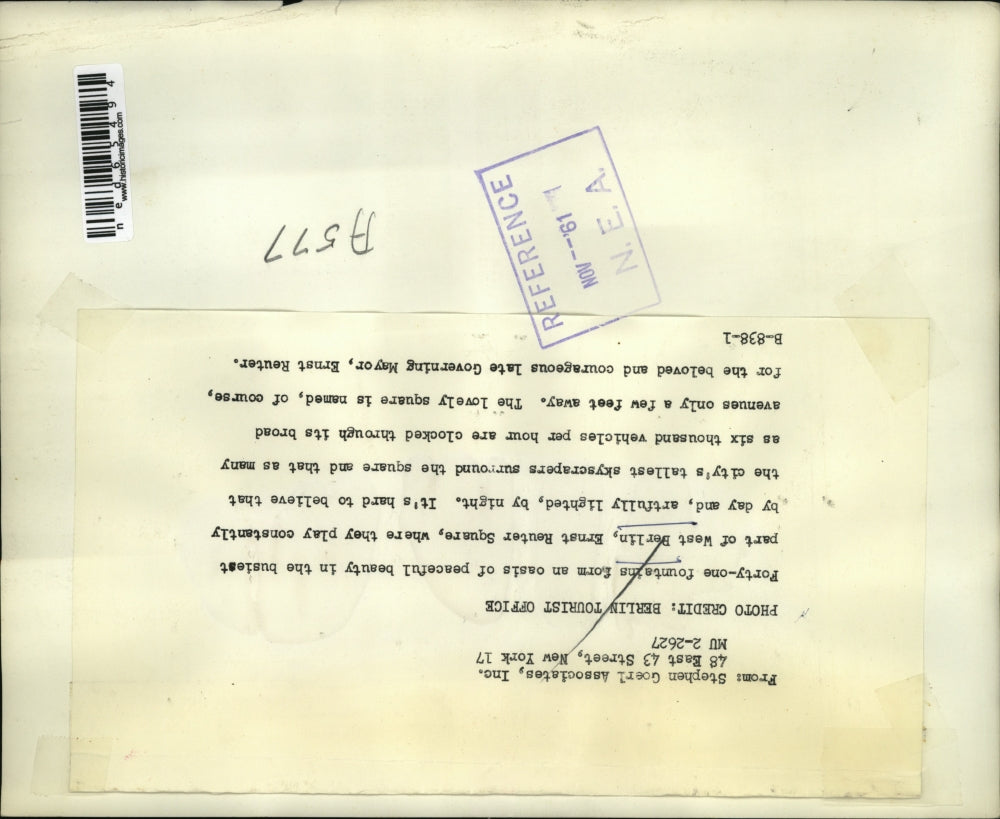 From: Stephen Goerl Associates, Inc.
48 East 43 Street, New York 17
MU 2-2627
PHOTO CREDIT: BERLIN TOURIST OFFICE
Forty-one fountains form an oasis of peaceful beauty in the busiest
part of West Berlin, Ernst Reuter Square, where they play constantly
by day and, artfully lighted, by night. It's hard to believe that
the city's tallest skyscrapers surround the square and that as many
as six thousand vehicles per hour are clocked through its broad
avenues only a few feet away. The lovely square is named, of course,
for the beloved and courageous late Governing Mayor, Ernst Reuter.
B-838-1
REFERENCE
NOV --'61
N. E. A.
A577
www.historicimages.com
ned65494